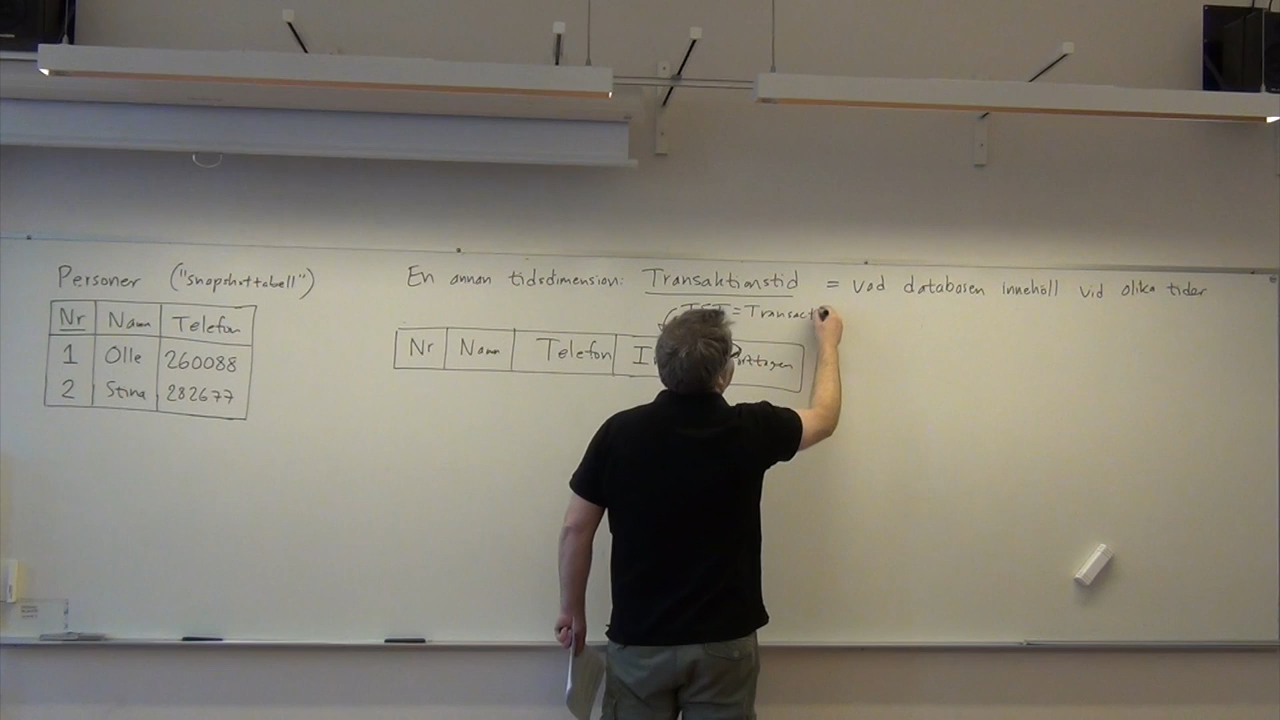 Personer ("snapshottabell")
Nr Namn Telefon
1 Olle 260088
2 Stina 282677
En annan tidsdimension: Transaktionstid = vad databasen innehöll vid olika tider
= Transact
Nr Namn Telefon I